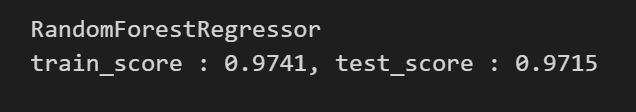 RandomForestRegressor
train_score : 0.9741, test_score : 0.9715